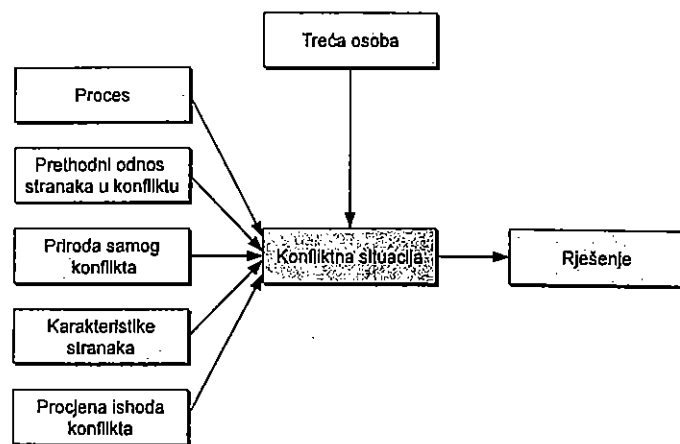 Treća osoba
Proces
Prethodni odnos
stranaka u konfliktu
Priroda samog
konflikta
Konfliktna situacija
Rješenje
Karakteristike
stranaka
Procjena ishoda
konflikta